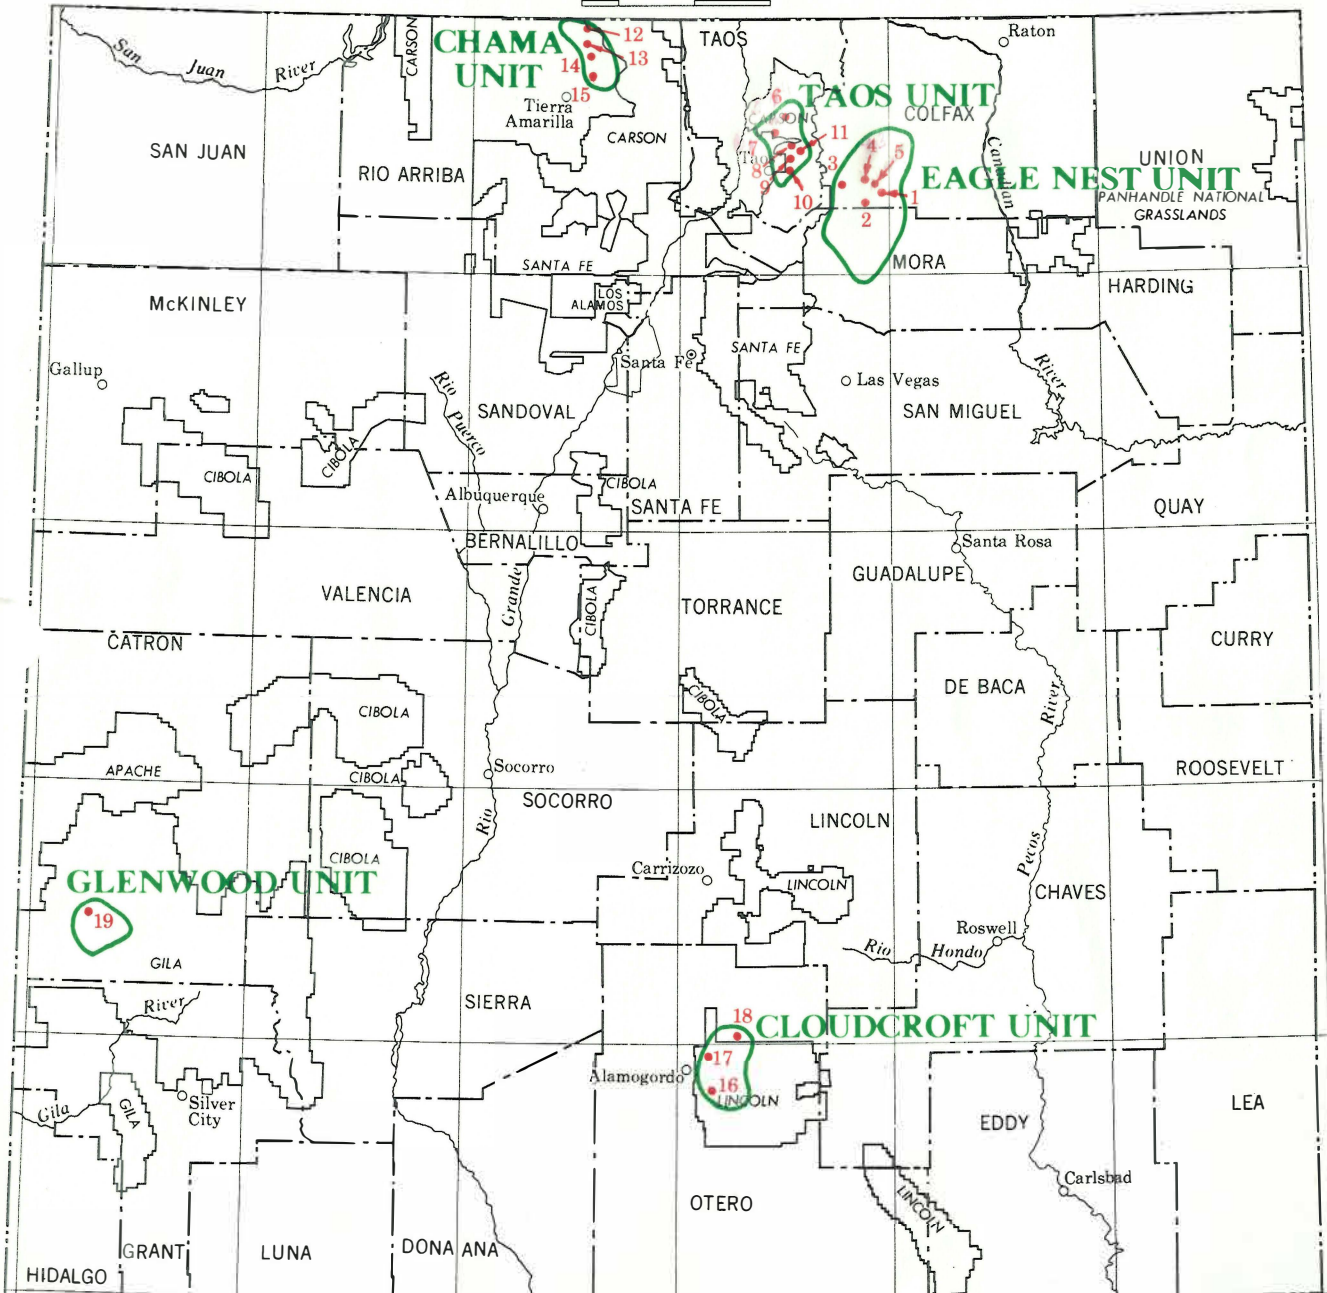 San Juan River
CARSON
CHAMA
UNIT
12
13
14
15
Tierra
Amarilla
TAOS
Raton
TAOS UNIT
6
CARSON
COLFAX
11
7
Taos
8
9
10
3
4
5
1
2
EAGLE NEST UNIT
Canadian
UNION
PANHANDLE NATIONAL
GRASSLANDS
SAN JUAN
RIO ARRIBA
CARSON
SANTA FE
MORA
HARDING
McKINLEY
LOS
ALAMOS
SANTA FE
Santa Fe
Gallup
Rio Puerco
SANDOVAL
Las Vegas
SAN MIGUEL
River
CIBOLA
CIBOLA
CIBOLA
Albuquerque
SANTA FE
QUAY
BERNALILLO
Santa Rosa
GUADALUPE
VALENCIA
Grande
CIBOLA
TORRANCE
CURRY
CATRON
CIBOLA
CIBOLA
DE BACA
River
APACHE
CIBOLA
Socorro
SOCORRO
ROOSEVELT
Rio
LINCOLN
CIBOLA
Carrizozo
LINCOLN
Pecos
CHAVES
GLENWOOD UNIT
19
Roswell
Rio Hondo
GILA
River
SIERRA
18
CLOUDCROFT UNIT
17
Alamogordo
16
LINCOLN
Gila
GILA
Silver
City
EDDY
LEA
Carlsbad
LINCOLN
OTERO
GRANT
LUNA
DONA ANA
HIDALGO